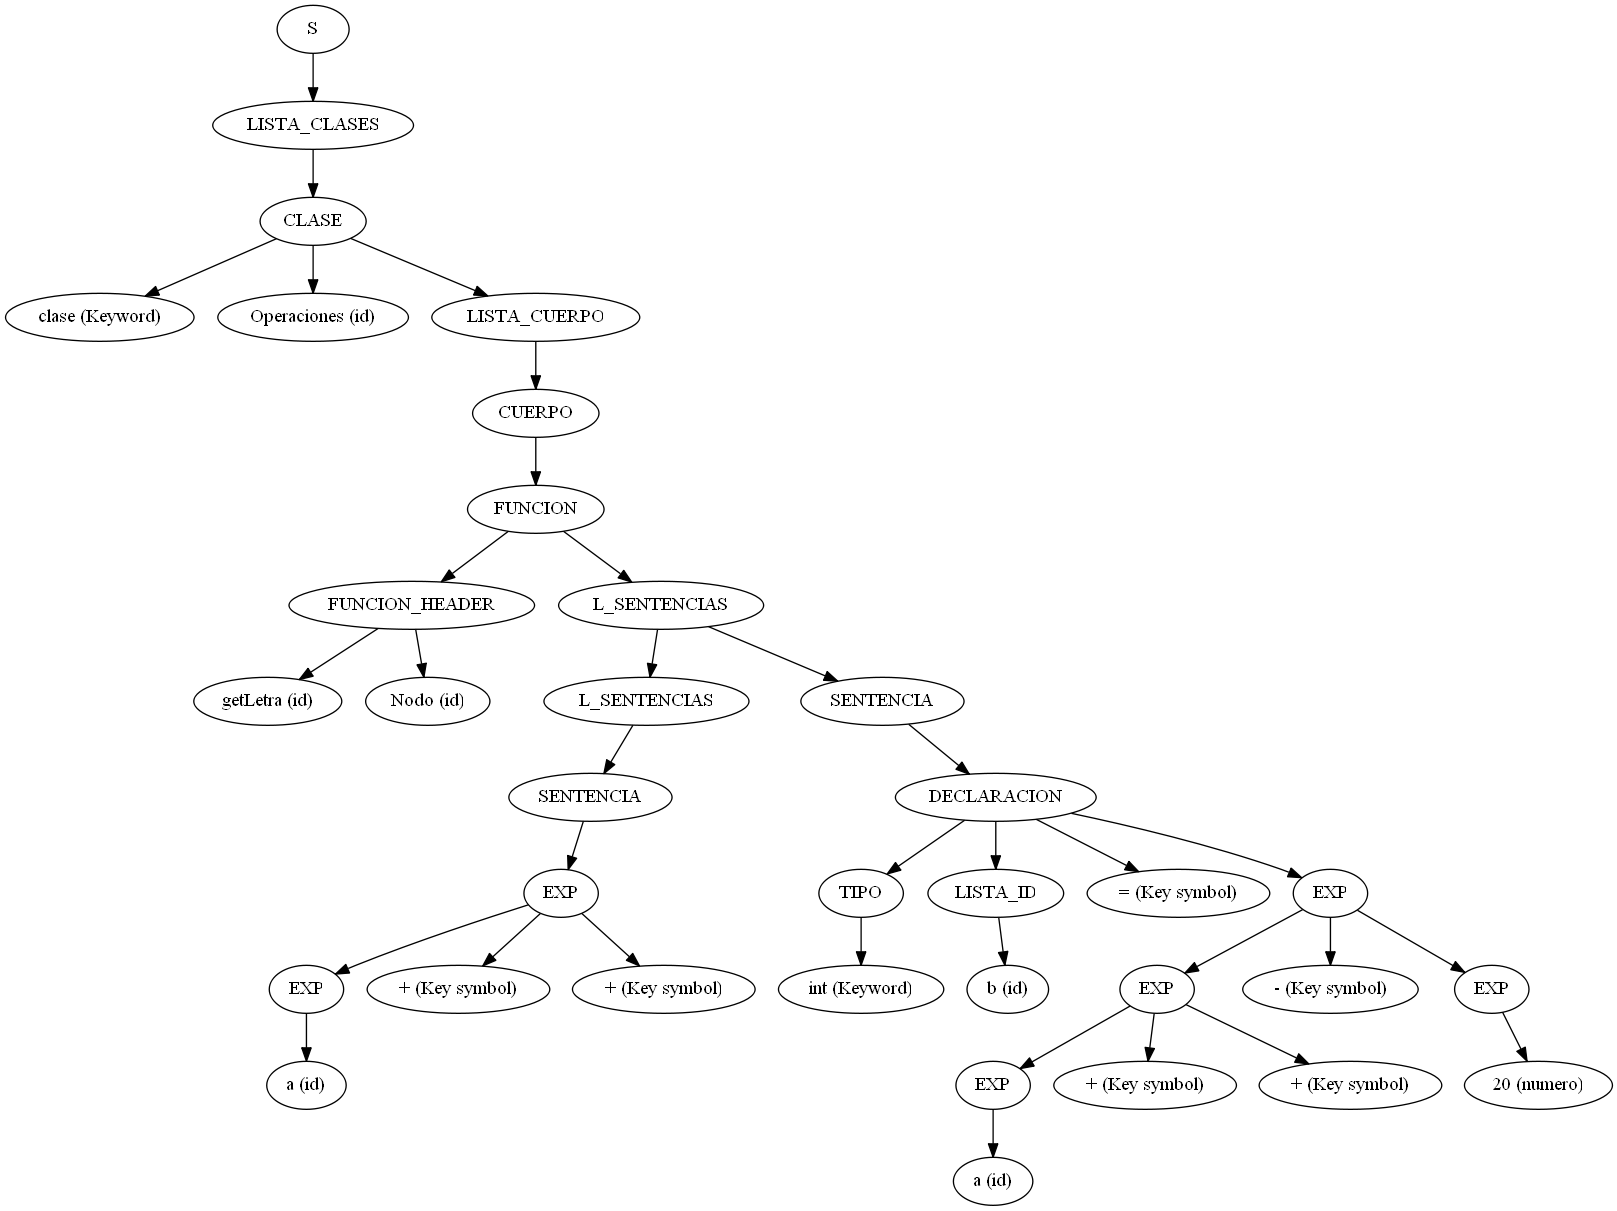 S
LISTA_CLASES
CLASE
clase (Keyword)
Operaciones (id)
LISTA_CUERPO
CUERPO
FUNCION
FUNCION_HEADER
L_SENTENCIAS
getLetra (id)
Nodo (id)
L_SENTENCIAS
SENTENCIA
SENTENCIA
DECLARACION
EXP
TIPO
LISTA_ID
= (Key symbol)
EXP
EXP
+ (Key symbol)
+ (Key symbol)
int (Keyword)
b (id)
EXP
- (Key symbol)
EXP
a (id)
EXP
+ (Key symbol)
+ (Key symbol)
20 (numero)
a (id)